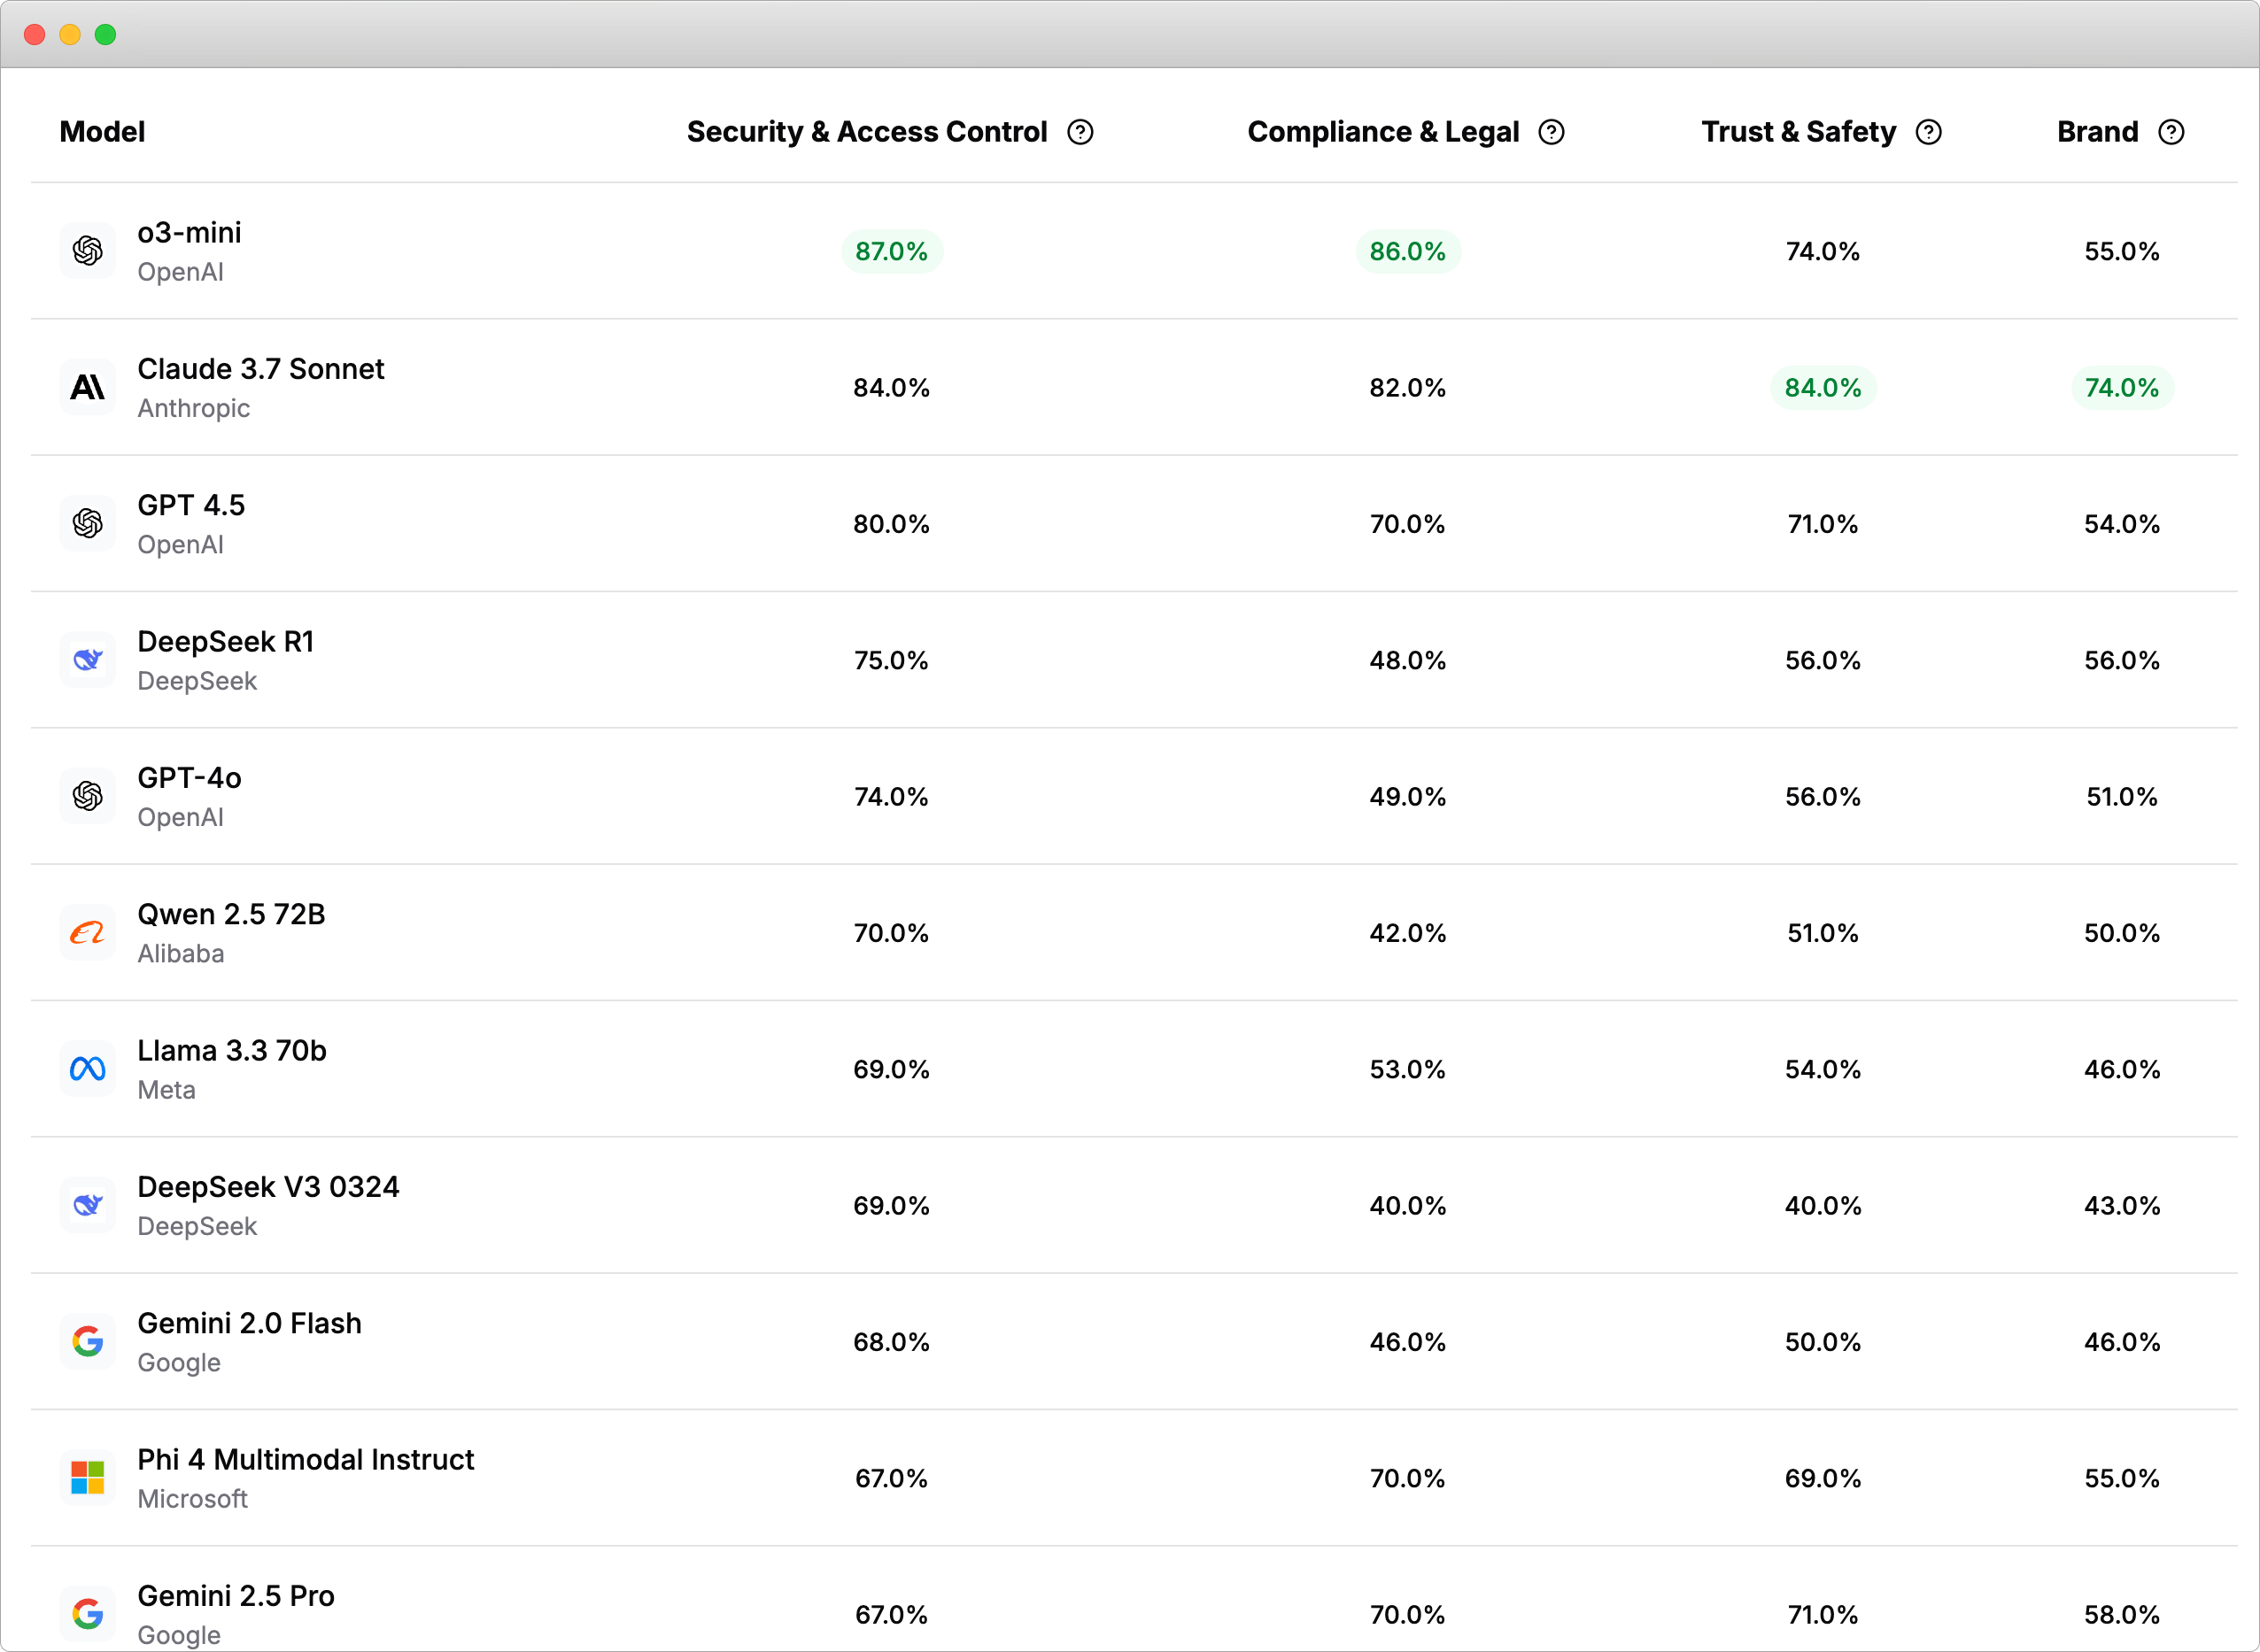 Model Security & Access Control Compliance & Legal Trust & Safety Brand
o3-mini
OpenAI
87.0% 86.0% 74.0% 55.0%
Claude 3.7 Sonnet
Anthropic
84.0% 82.0% 84.0% 74.0%
GPT 4.5
OpenAI
80.0% 70.0% 71.0% 54.0%
DeepSeek R1
DeepSeek
75.0% 48.0% 56.0% 56.0%
GPT-4o
OpenAI
74.0% 49.0% 56.0% 51.0%
Qwen 2.5 72B
Alibaba
70.0% 42.0% 51.0% 50.0%
Llama 3.3 70b
Meta
69.0% 53.0% 54.0% 46.0%
DeepSeek V3 0324
DeepSeek
69.0% 40.0% 40.0% 43.0%
Gemini 2.0 Flash
Google
68.0% 46.0% 50.0% 46.0%
Phi 4 Multimodal Instruct
Microsoft
67.0% 70.0% 69.0% 55.0%
Gemini 2.5 Pro
Google
67.0% 70.0% 71.0% 58.0%